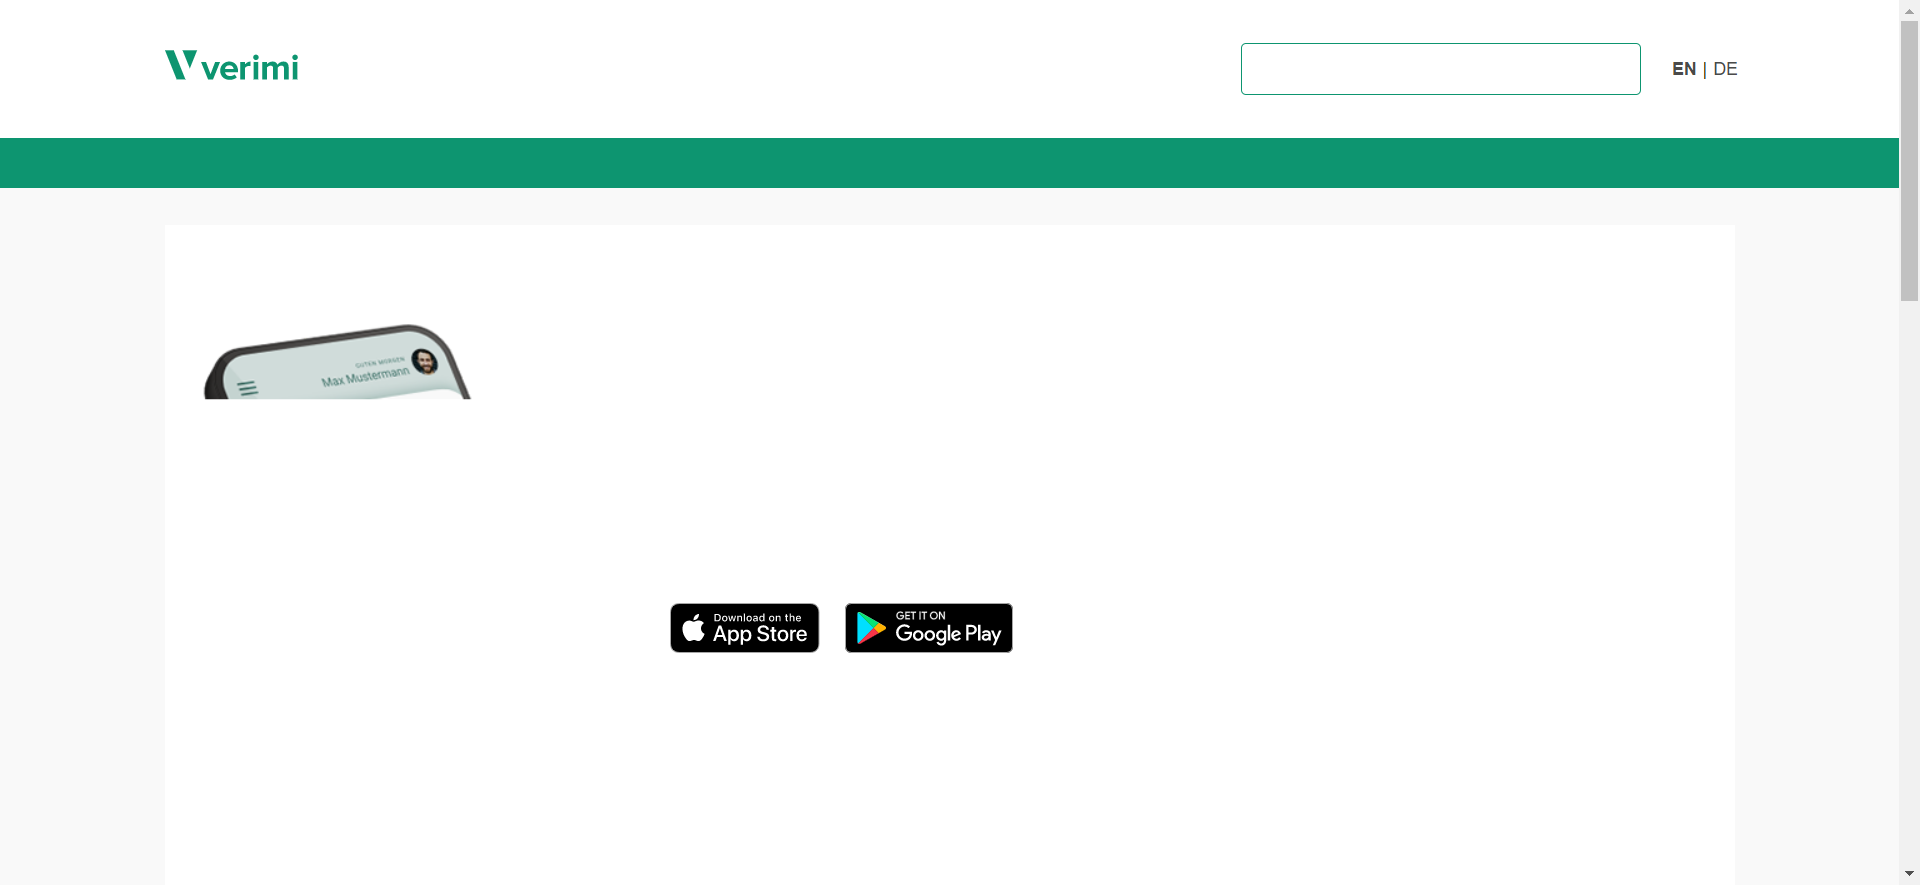 verimi
EN | DE
GUTEN MORGEN
Max Mustermann
Download on the
App Store
GET IT ON
Google Play